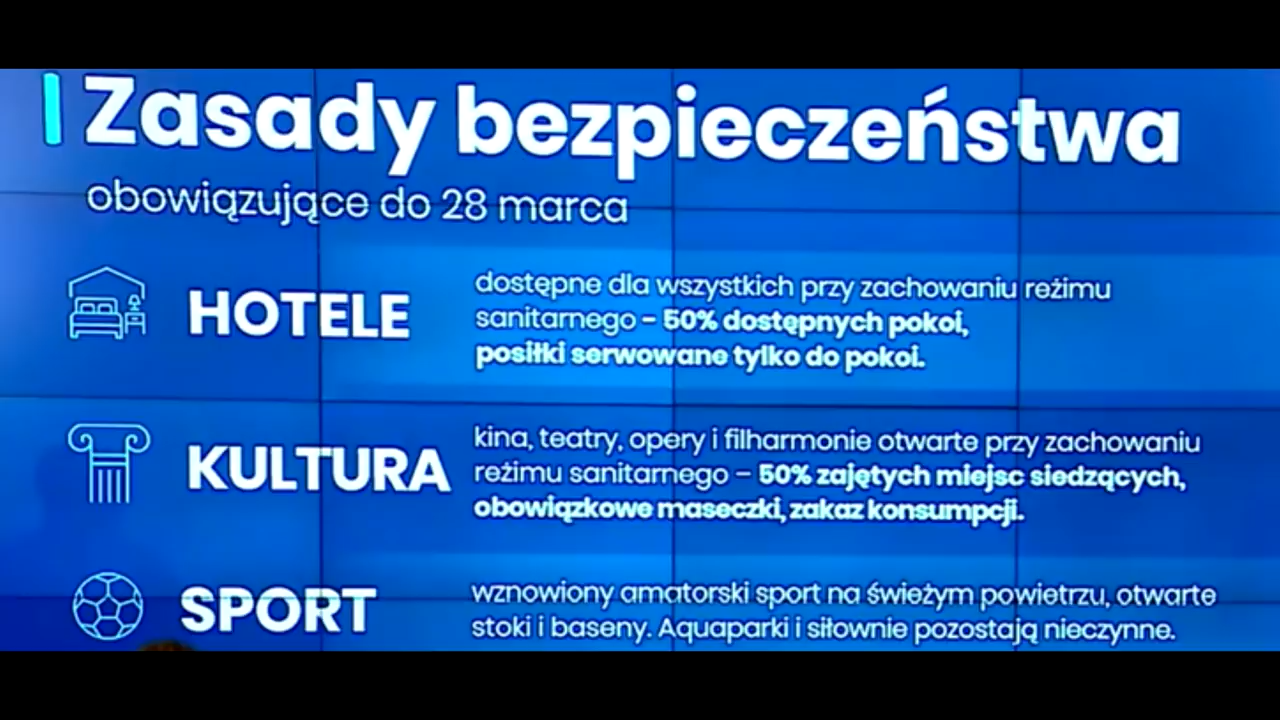 Zasady bezpieczeństwa
obowiązujące do 28 marca
HOTELE
dostępne dla wszystkich przy zachowaniu reżimu
sanitarnego – 50% dostępnych pokoi,
posiłki serwowane tylko do pokoi.
KULTURA
kina, teatry, opery i filharmonie otwarte przy zachowaniu
reżimu sanitarnego – 50% zajętych miejsc siedzących,
obowiązkowe maseczki, zakaz konsumpcji.
SPORT
wznowiony amatorski sport na świeżym powietrzu, otwarte
stoki i baseny. Aquaparki i siłownie pozostają nieczynne.